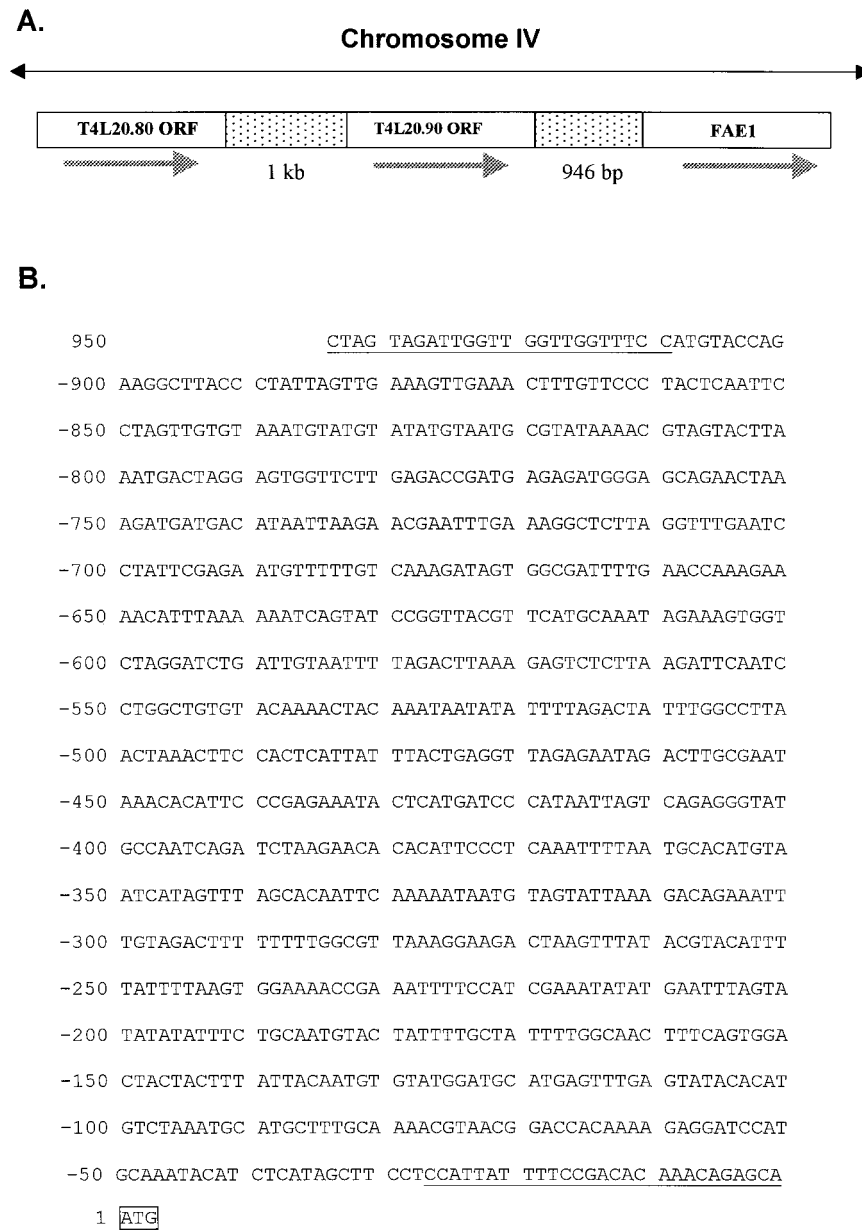 A.
Chromosome IV
T4L20.80 ORF T4L20.90 ORF FAE1
1 kb 946 bp
B.
950 CTAG TAGATTGGTT GGTTGGTTTC CATGTACCAG
-900 AAGGCTTACC CTATTAGTTG AAAGTTGAAA CTTTGTTCCC TACTCAATTC
-850 CTAGTTGTGT AAATGTATGT ATATGTAATG CGTATAAAAC GTAGTACTTA
-800 AATGACTAGG AGTGGTTCTT GAGACCGATG AGAGATGGGA GCAGAACTAA
-750 AGATGATGAC ATAATTAAGA ACGAATTTGA AAGGCTCTTA GGTTTGAATC
-700 CTATTCGAGA ATGTTTTTGT CAAAGATAGT GGCGATTTTG AACCAAAGAA
-650 AACATTTAAA AAATCAGTAT CCGGTTACGT TCATGCAAAT AGAAAGTGGT
-600 CTAGGATCTG ATTGTAATTT TAGACTTAAA GAGTCTCTTA AGATTCAATC
-550 CTGGCTGTGT ACAAAACTAC AAATAATATA TTTTAGACTA TTTGGCCTTA
-500 ACTAAACTTC CACTCATTAT TTACTGAGGT TAGAGAATAG ACTTGCGAAT
-450 AAACACATTC CCGAGAAATA CTCATGATCC CATAATTAGT CAGAGGGTAT
-400 GCCAATCAGA TCTAAGAACA CACATTCCCT CAAATTTTAA TGCACATGTA
-350 ATCATAGTTT AGCACAATTC AAAAATAATG TAGTATTAAA GACAGAAATT
-300 TGTAGACTTT TTTTTGGCGT TAAAGGAAGA CTAAGTTTAT ACGTACATTT
-250 TATTTTAAGT GGAAAACCGA AATTTTCCAT CGAAATATAT GAATTTAGTA
-200 TATATATTTC TGCAATGTAC TATTTTGCTA TTTTGGCAAC TTTCAGTGGA
-150 CTACTACTTT ATTACAATGT GTATGGATGC ATGAGTTTGA GTATACACAT
-100 GTCTAAATGC ATGCTTTGCA AAACGTAACG GACCACAAAA GAGGATCCAT
-50 GCAAATACAT CTCATAGCTT CCTCCATTAT TTTCCGACAC AAACAGAGCA
1 ATG